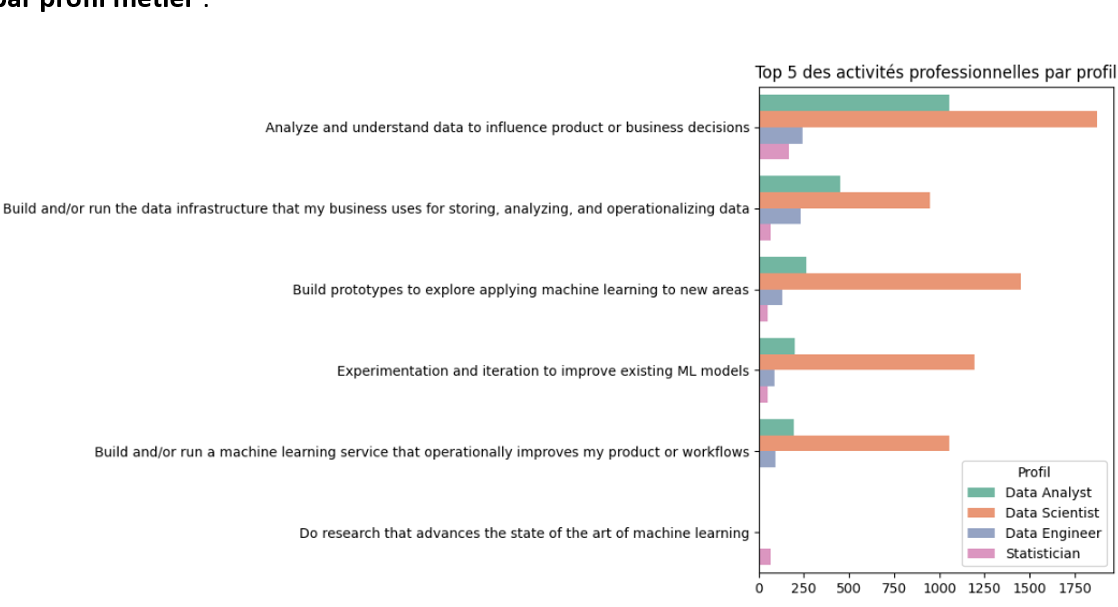 par profil métier :
Top 5 des activités professionnelles par profil
Analyze and understand data to influence product or business decisions
Build and/or run the data infrastructure that my business uses for storing, analyzing, and operationalizing data
Build prototypes to explore applying machine learning to new areas
Experimentation and iteration to improve existing ML models
Build and/or run a machine learning service that operationally improves my product or workflows
Do research that advances the state of the art of machine learning
Profil
Data Analyst
Data Scientist
Data Engineer
Statistician
0 250 500 750 1000 1250 1500 1750